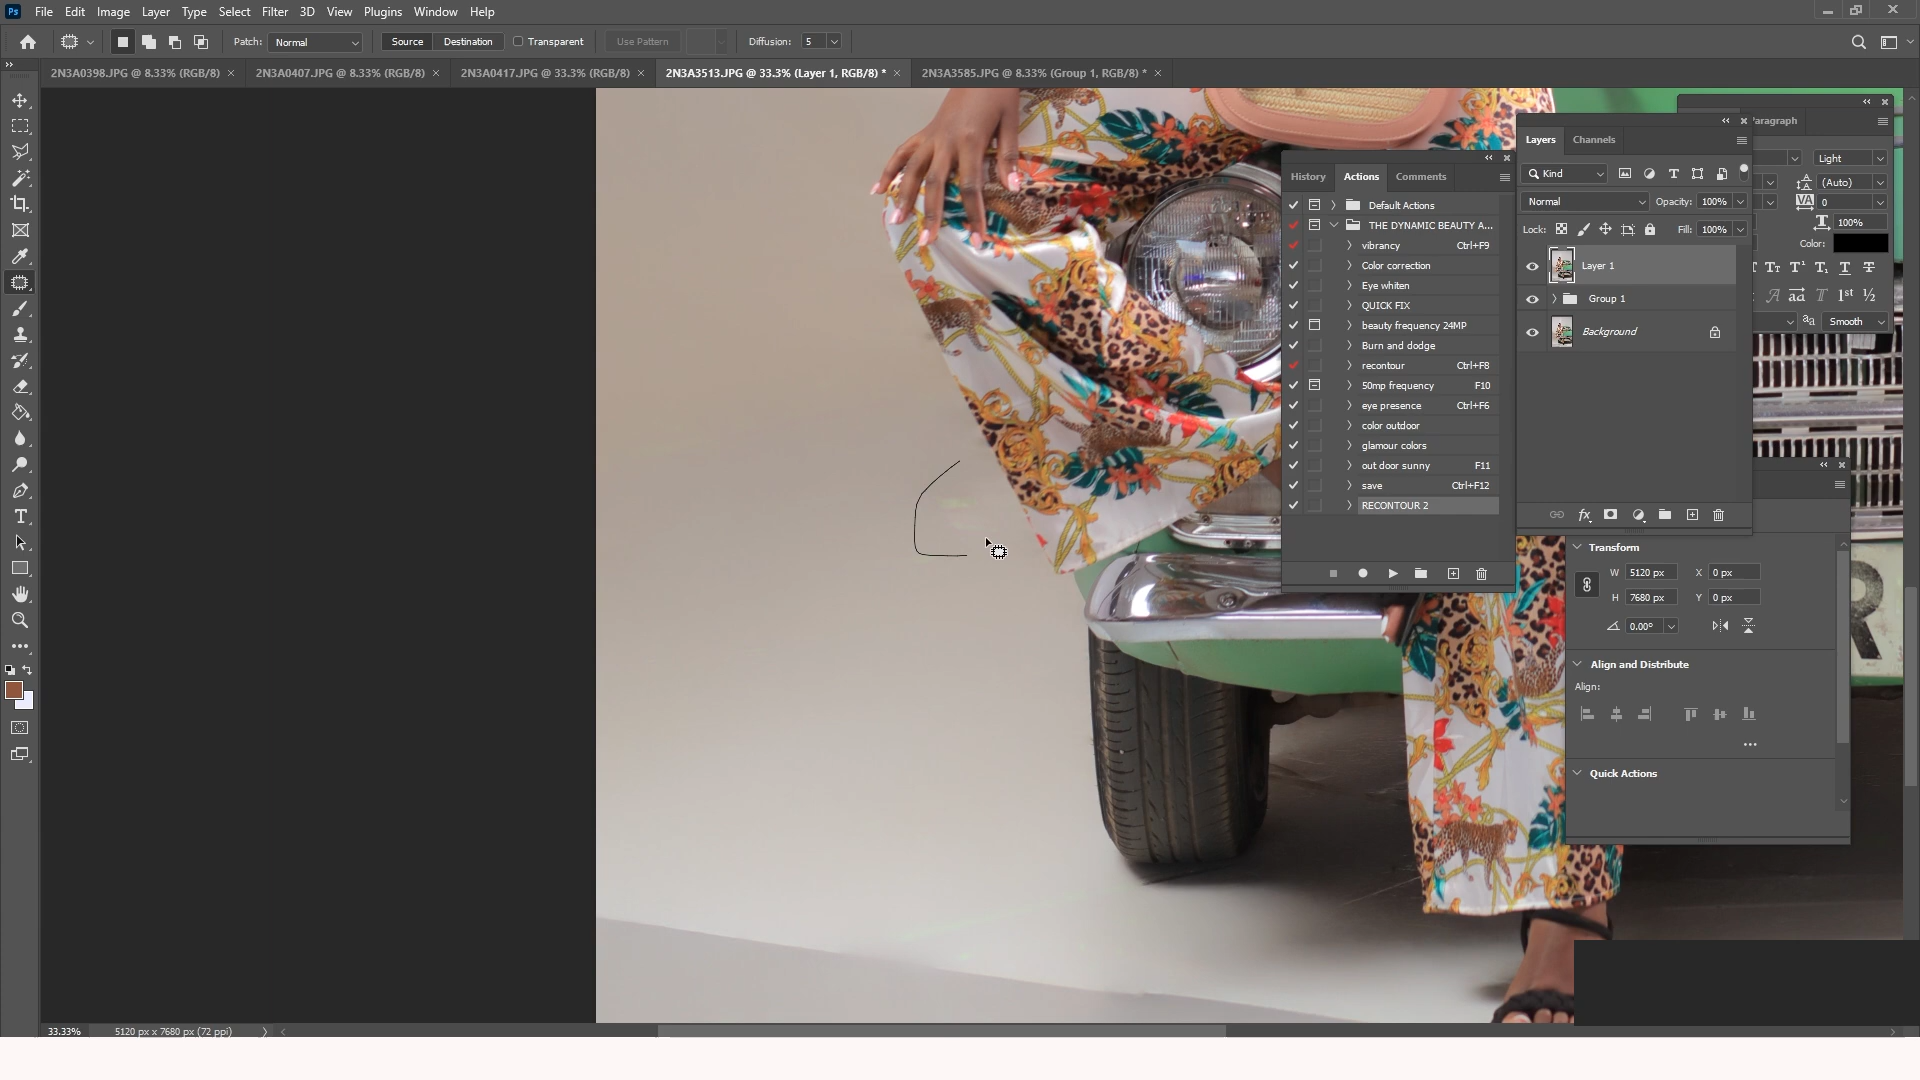 Ps File Edit Image Layer Type Select Filter 3D View Plugins Window Help
Patch: Normal Source Destination Transparent Use Pattern Diffusion: 5
2N3A0398.JPG @ 8.33% (RGB/8) × 2N3A0407.JPG @ 8.33% (RGB/8) × 2N3A0417.JPG @ 33.3% (RGB/8) × 2N3A3513.JPG @ 33.3% (Layer 1, RGB/8) * × 2N3A3585.JPG @ 8.33% (Group 1, RGB/8) * ×
History Actions Comments
Default Actions
THE DYNAMIC BEAUTY A...
vibrancy Ctrl+F9
Color correction
Eye whiten
QUICK FIX
beauty frequency 24MP
Burn and dodge
recontour Ctrl+F8
50mp frequency F10
eye presence Ctrl+F6
color outdoor
glamour colors
out door sunny F11
save Ctrl+F12
RECONTOUR 2
Layers Channels
Kind
Normal Opacity: 100%
Lock: Fill: 100%
Layer 1
Group 1
Background
fx
Paragraph
Light
(Auto)
VA 0
100%
Color:
1st ½
aa Smooth
Transform
W 5120 px X 0 px
H 7680 px Y 0 px
0.00°
Align and Distribute
Align:
Quick Actions
R
33.33% 5120 px x 7680 px (72 ppi)